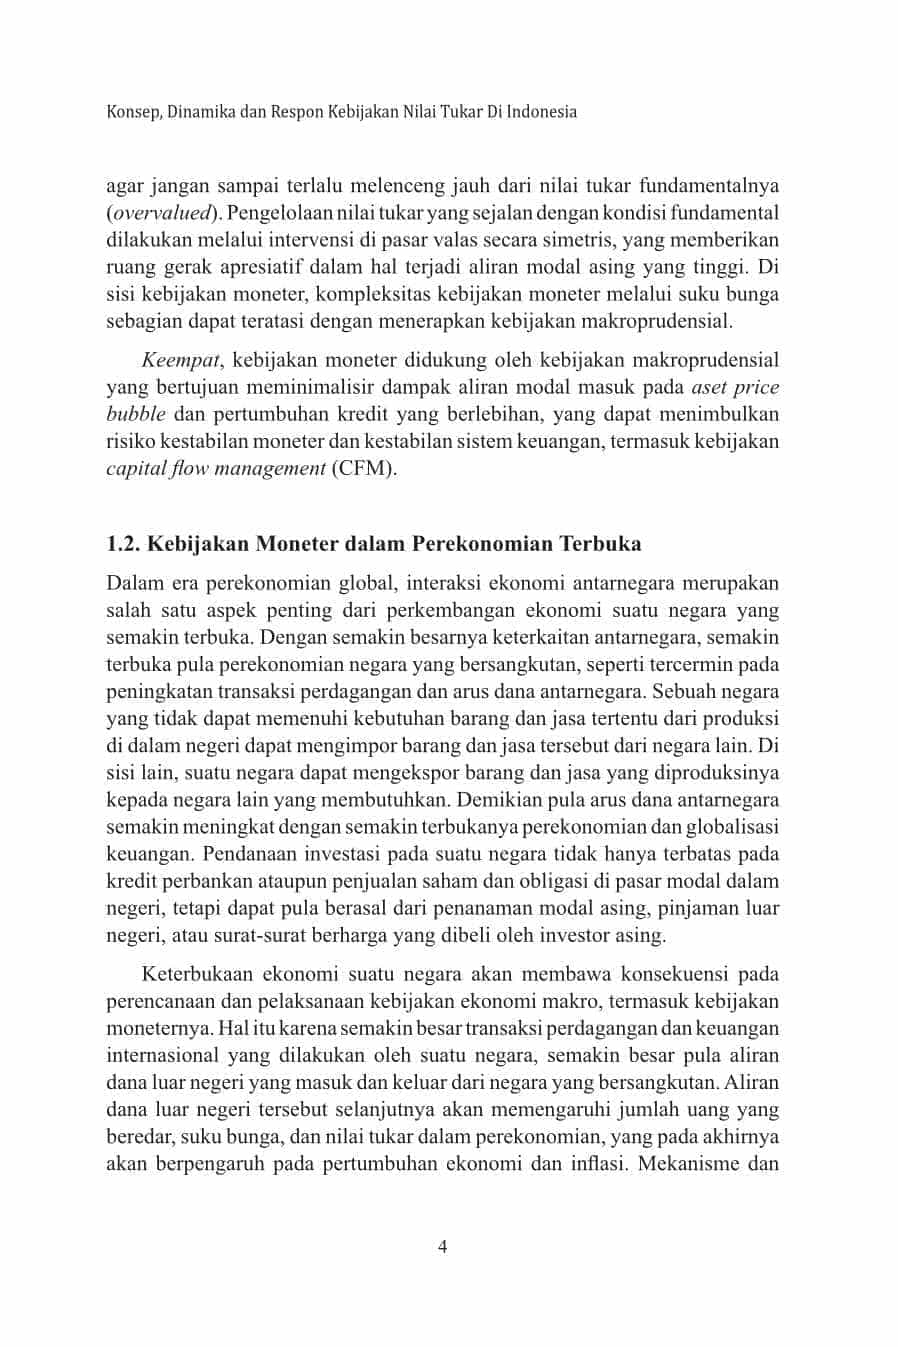 Konsep, Dinamika dan Respon Kebijakan Nilai Tukar Di Indonesia
agar jangan sampai terlalu melenceng jauh dari nilai tukar fundamentalnya
(overvalued). Pengelolaan nilai tukar yang sejalan dengan kondisi fundamental
dilakukan melalui intervensi di pasar valas secara simetris, yang memberikan
ruang gerak apresiatif dalam hal terjadi aliran modal asing yang tinggi. Di
sisi kebijakan moneter, kompleksitas kebijakan moneter melalui suku bunga
sebagian dapat teratasi dengan menerapkan kebijakan makroprudensial.
Keempat, kebijakan moneter didukung oleh kebijakan makroprudensial
yang bertujuan meminimalisir dampak aliran modal masuk pada aset price
bubble dan pertumbuhan kredit yang berlebihan, yang dapat menimbulkan
risiko kestabilan moneter dan kestabilan sistem keuangan, termasuk kebijakan
capital flow management (CFM).
1.2. Kebijakan Moneter dalam Perekonomian Terbuka
Dalam era perekonomian global, interaksi ekonomi antarnegara merupakan
salah satu aspek penting dari perkembangan ekonomi suatu negara yang
semakin terbuka. Dengan semakin besarnya keterkaitan antarnegara, semakin
terbuka pula perekonomian negara yang bersangkutan, seperti tercermin pada
peningkatan transaksi perdagangan dan arus dana antarnegara. Sebuah negara
yang tidak dapat memenuhi kebutuhan barang dan jasa tertentu dari produksi
di dalam negeri dapat mengimpor barang dan jasa tersebut dari negara lain. Di
sisi lain, suatu negara dapat mengekspor barang dan jasa yang diproduksinya
kepada negara lain yang membutuhkan. Demikian pula arus dana antarnegara
semakin meningkat dengan semakin terbukanya perekonomian dan globalisasi
keuangan. Pendanaan investasi pada suatu negara tidak hanya terbatas pada
kredit perbankan ataupun penjualan saham dan obligasi di pasar modal dalam
negeri, tetapi dapat pula berasal dari penanaman modal asing, pinjaman luar
negeri, atau surat-surat berharga yang dibeli oleh investor asing.
Keterbukaan ekonomi suatu negara akan membawa konsekuensi pada
perencanaan dan pelaksanaan kebijakan ekonomi makro, termasuk kebijakan
moneternya. Hal itu karena semakin besar transaksi perdagangan dan keuangan
internasional yang dilakukan oleh suatu negara, semakin besar pula aliran
dana luar negeri yang masuk dan keluar dari negara yang bersangkutan. Aliran
dana luar negeri tersebut selanjutnya akan memengaruhi jumlah uang yang
beredar, suku bunga, dan nilai tukar dalam perekonomian, yang pada akhirnya
akan berpengaruh pada pertumbuhan ekonomi dan inflasi. Mekanisme dan
4